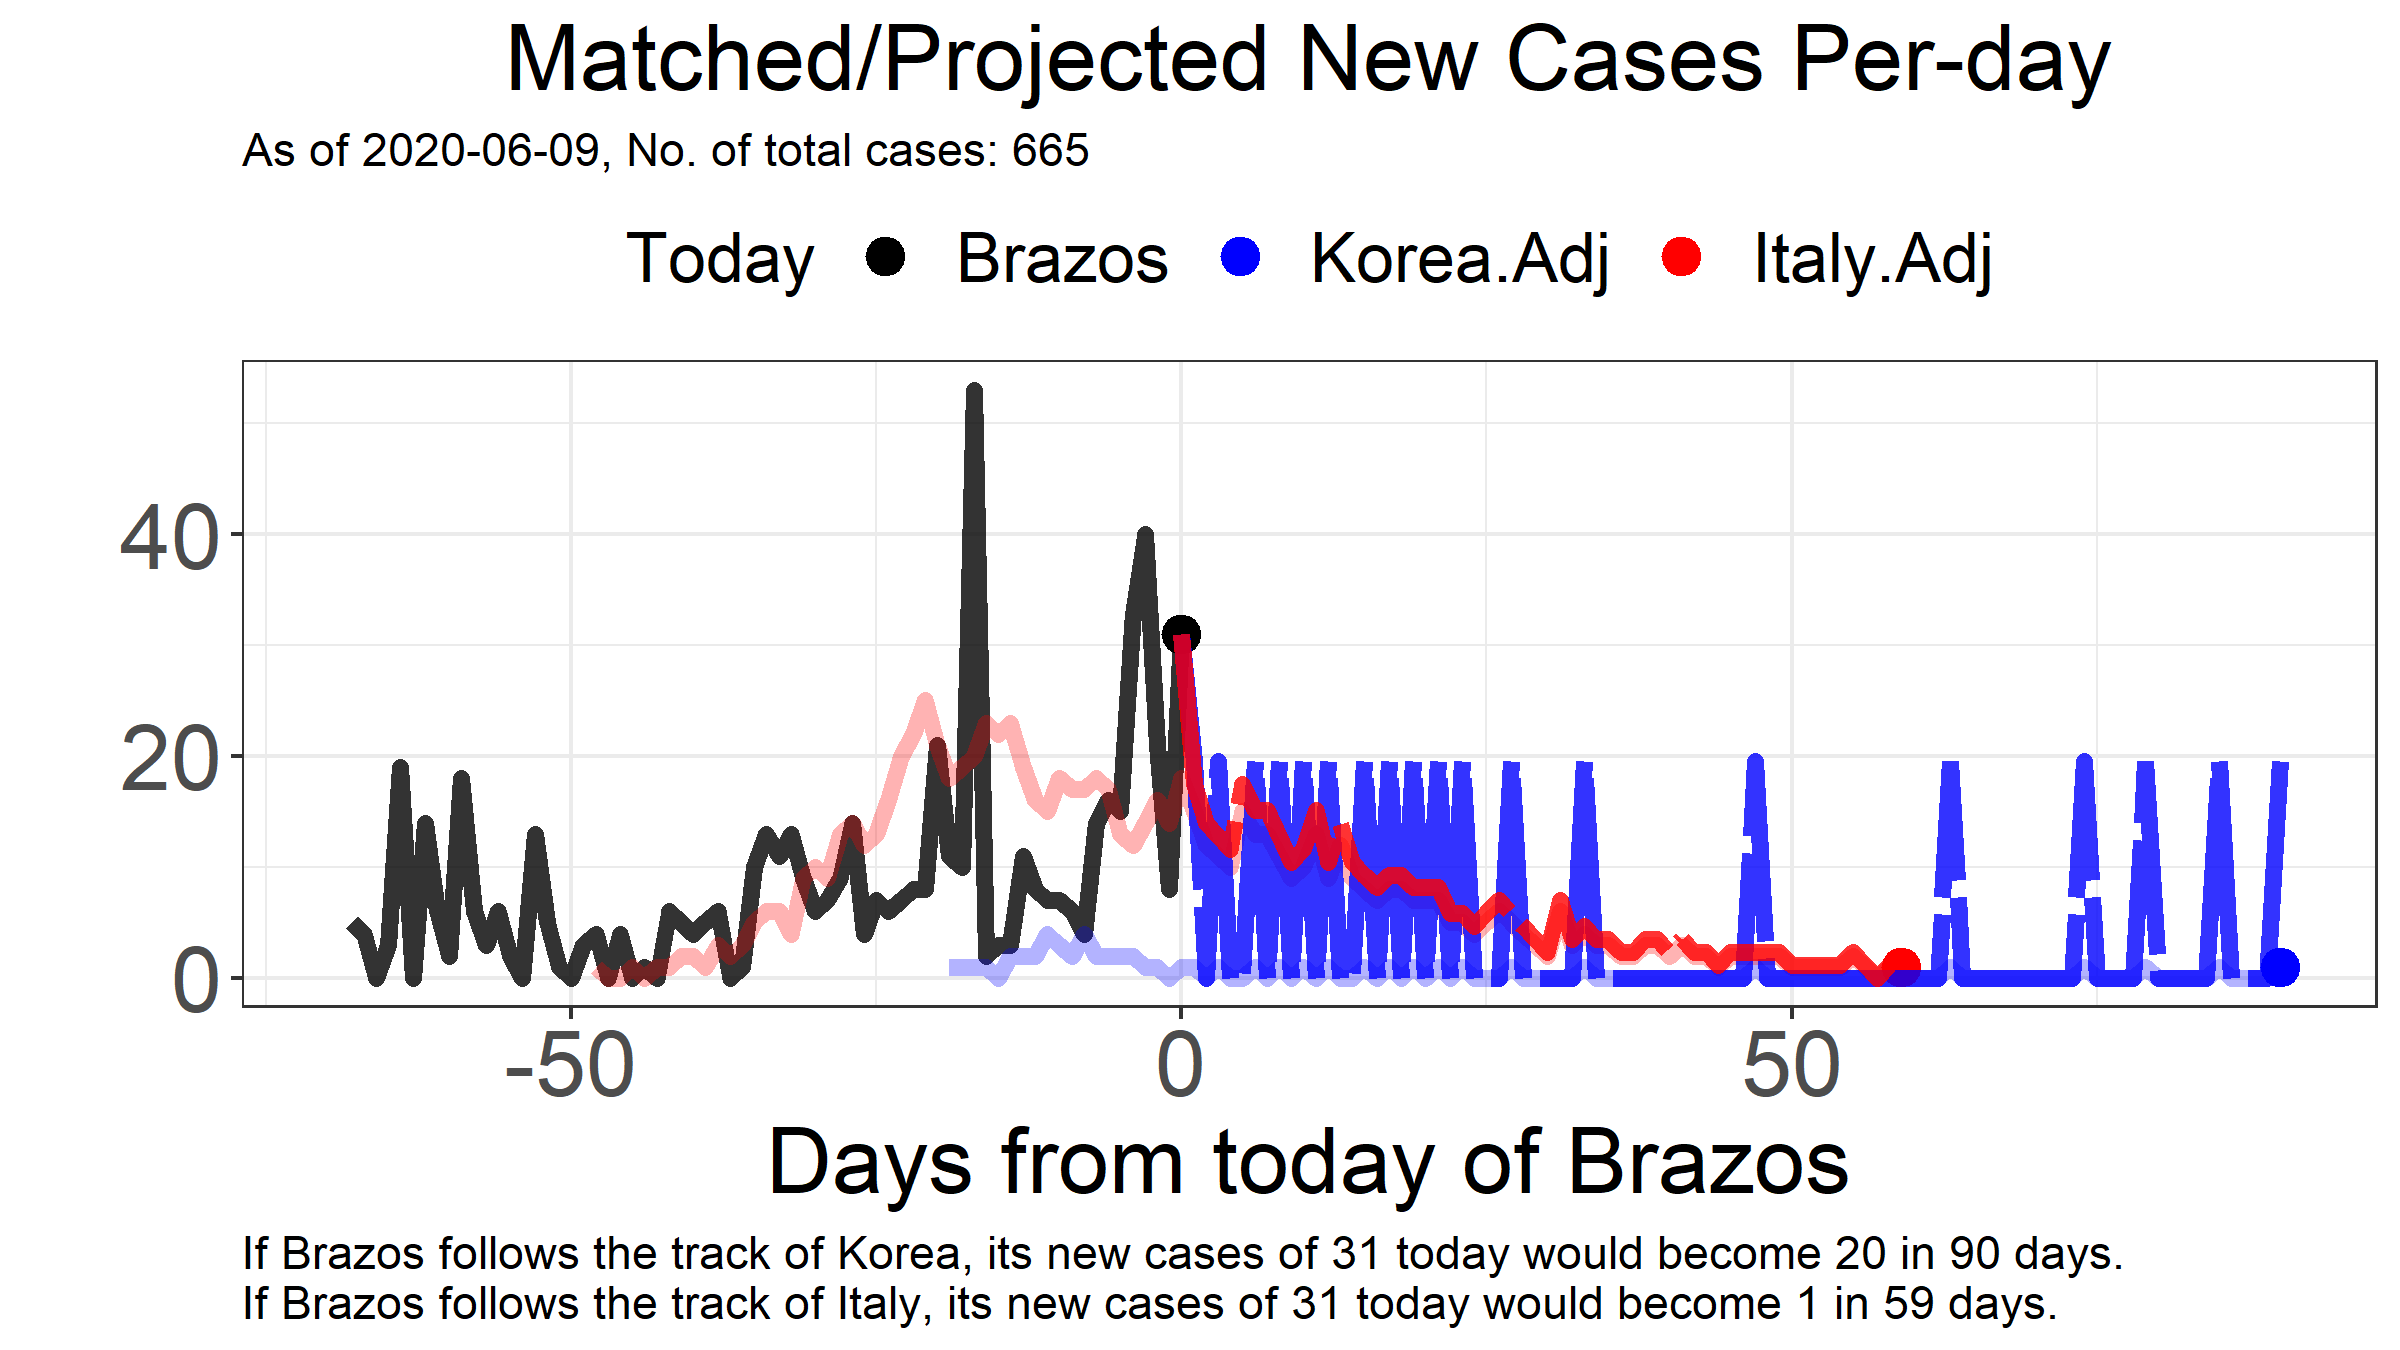 Matched/Projected New Cases Per-day
As of 2020-06-09, No. of total cases: 665
Today Brazos Korea.Adj Italy.Adj
40
20
0
-50 0 50
Days from today of Brazos
If Brazos follows the track of Korea, its new cases of 31 today would become 20 in 90 days.
If Brazos follows the track of Italy, its new cases of 31 today would become 1 in 59 days.